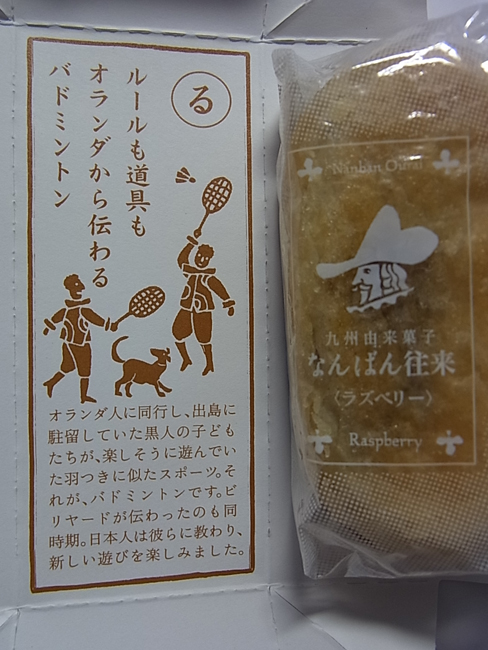 る
ルールも道具も
オランダから伝わる
バドミントン
オランダ人に同行し、出島に
駐留していた黒人の子ども
たちが、楽しそうに遊んでい
た羽つきに似たスポーツ。そ
れが、バドミントンです。ビ
リヤードが伝わったのも同
時期。日本人は彼らに教わり、
新しい遊びを楽しみました。
Nanban Ourai
九州由来菓子
なんばん往来
〈ラズベリー〉
Raspberry